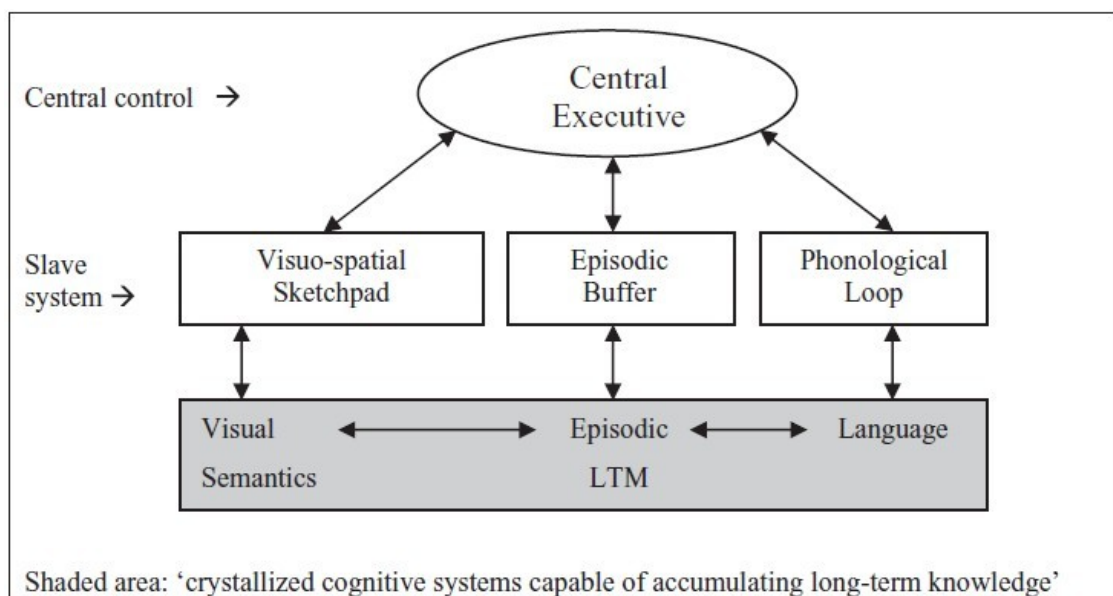 Central
Executive
Central control →
Visuo-spatial
Sketchpad
Episodic
Buffer
Phonological
Loop
Slave
system →
Visual
Semantics
Episodic
LTM
Language
Shaded area: ‘crystallized cognitive systems capable of accumulating long-term knowledge’